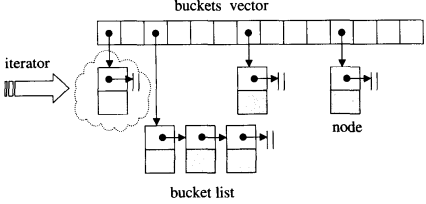 buckets vector
iterator
node
bucket list